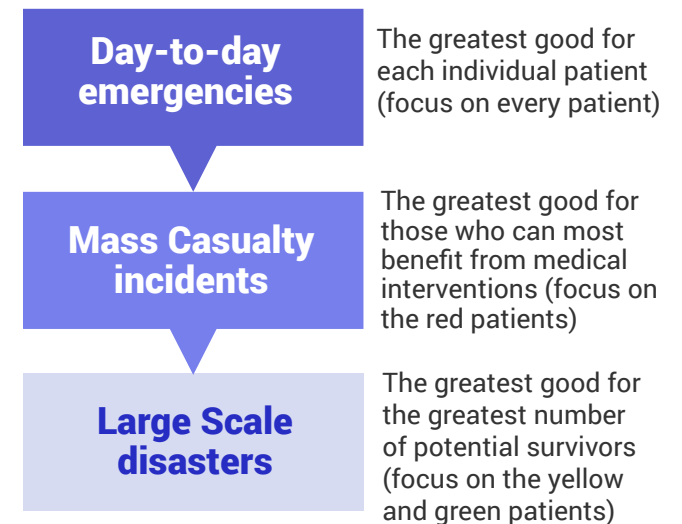 Day-to-day
emergencies
The greatest good for
each individual patient
(focus on every patient)
Mass Casualty
incidents
The greatest good for
those who can most
benefit from medical
interventions (focus on
the red patients)
Large Scale
disasters
The greatest good for
the greatest number
of potential survivors
(focus on the yellow
and green patients)